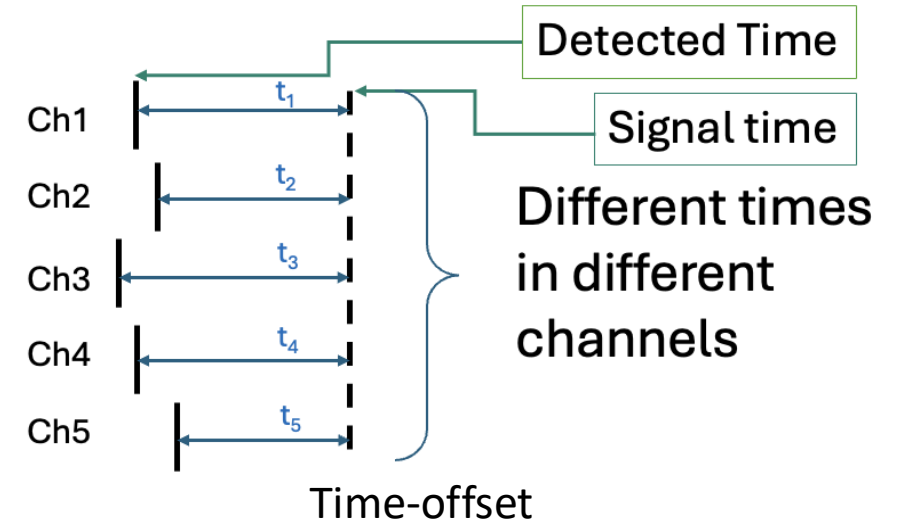 Detected Time
Signal time
Ch1
t₁
Ch2
t₂
Ch3
t₃
Ch4
t₄
Ch5
t₅
Different times
in different
channels
Time-offset